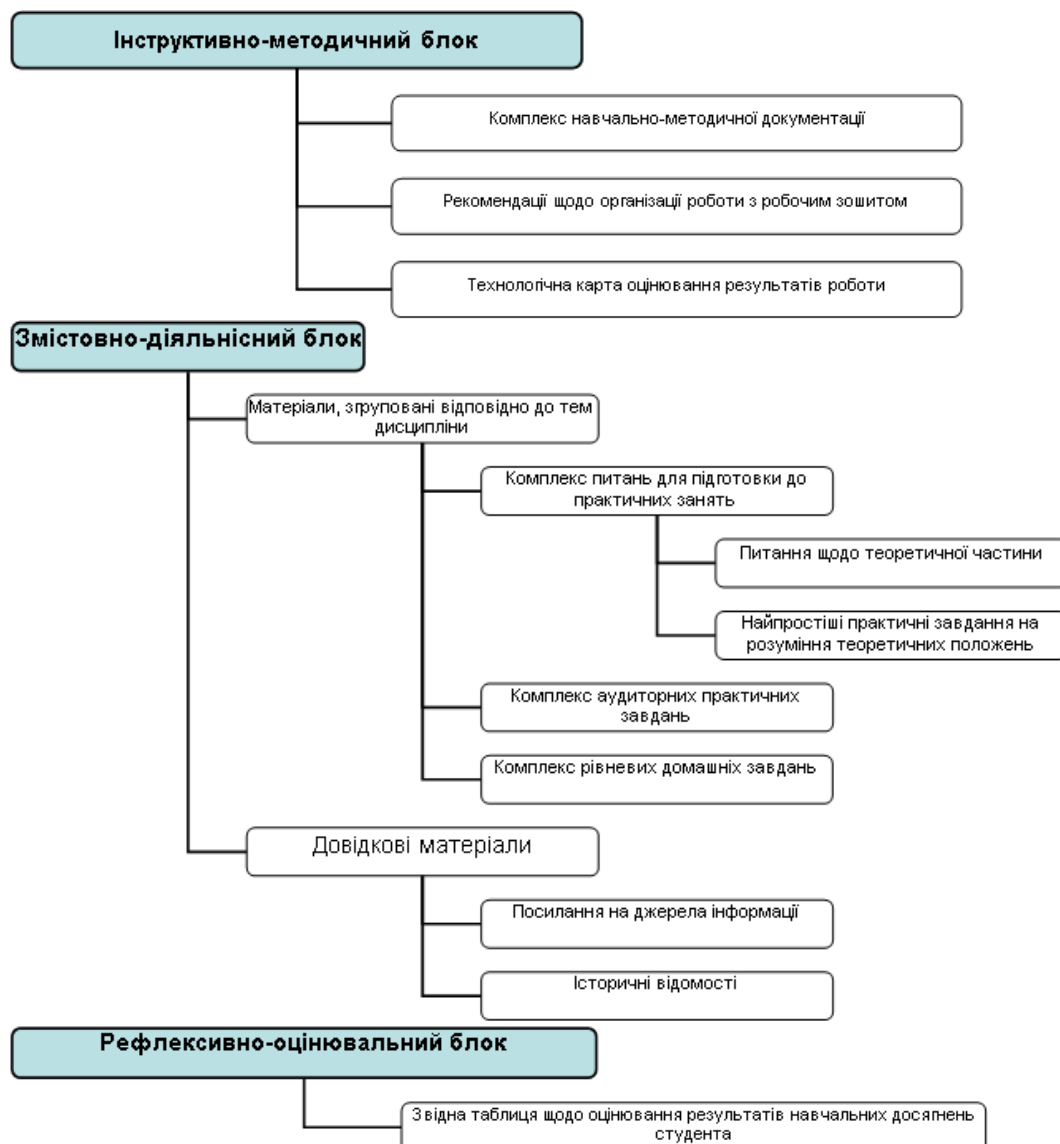 Інструктивно-методичний блок
Комплекс навчально-методичної документації
Рекомендації щодо організації роботи з робочим зошитом
Технологічна карта оцінювання результатів роботи
Змістовно-діяльнісний блок
Матеріали, згруповані відповідно до тем
дисципліни
Комплекс питань для підготовки до
практичних занять
Питання щодо теоретичної частини
Найпростіші практичні завдання на
розуміння теоретичних положень
Комплекс аудиторних практичних
завдань
Комплекс рівневих домашніх завдань
Довідкові матеріали
Посилання на джерела інформації
Історичні відомості
Рефлексивно-оцінювальний блок
Звідна таблиця щодо оцінювання результатів навчальних досягнень
студента